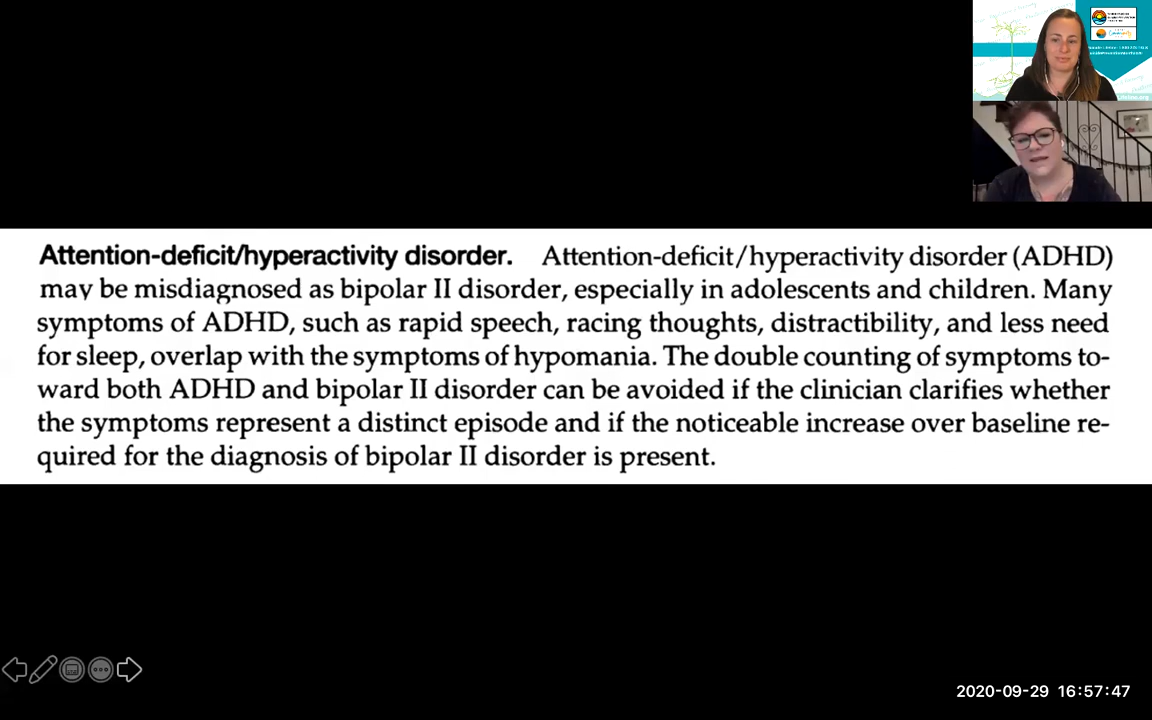 Attention-deficit/hyperactivity disorder. Attention-deficit/hyperactivity disorder (ADHD)
may be misdiagnosed as bipolar II disorder, especially in adolescents and children. Many
symptoms of ADHD, such as rapid speech, racing thoughts, distractibility, and less need
for sleep, overlap with the symptoms of hypomania. The double counting of symptoms to-
ward both ADHD and bipolar II disorder can be avoided if the clinician clarifies whether
the symptoms represent a distinct episode and if the noticeable increase over baseline re-
quired for the diagnosis of bipolar II disorder is present.
2020-09-29 16:57:47